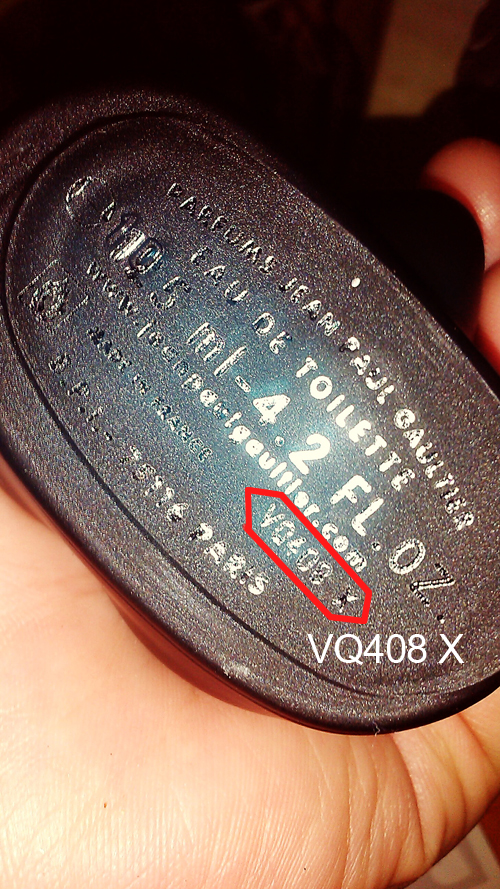 PARFUMS JEAN PAUL GAULTIER
EAU DE TOILETTE
125 ml-4.2 FL.OZ.
www.jeanpaulgaultier.com
MADE IN FRANCE
VQ408 X
B.P.I. - 75116 PARIS
VQ408 X